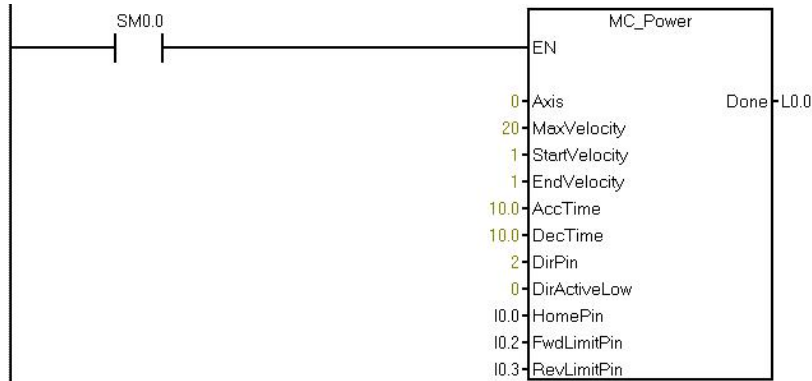 SM0.0
MC_Power
EN
0 Axis Done L0.0
20 MaxVelocity
1 StartVelocity
1 EndVelocity
10.0 AccTime
10.0 DecTime
2 DirPin
0 DirActiveLow
I0.0 HomePin
I0.2 FwdLimitPin
I0.3 RevLimitPin